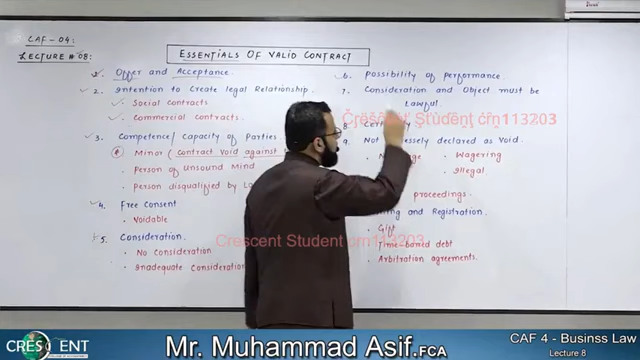 CAF - 04:
LECTURE # 08:
ESSENTIALS OF VALID CONTRACT
1. Offer and Acceptance.
2. Intention to Create legal Relationship.
• Social contracts
• Commercial contracts.
3. Competence/ Capacity of Parties
* Minor (contract Void against
• Person of Unsound Mind
• Person disqualified by
4. Free Consent
• Voidable
5. Consideration.
• No Consideration
• Inadequate Consideration
6. Possibility of Performance.
7. Consideration and Object must be
Lawful.
8
9. Not declared as Void.
• Wagering
• Illegal
proceedings.
and Registration.
• Gift
• Time-barred debt
• Arbitration agreements.
Crescent Student crn113203
Crescent Student crn113203
CRESCENT
Mr. Muhammad Asif.FCA
CAF 4 - Businss Law
Lecture 8